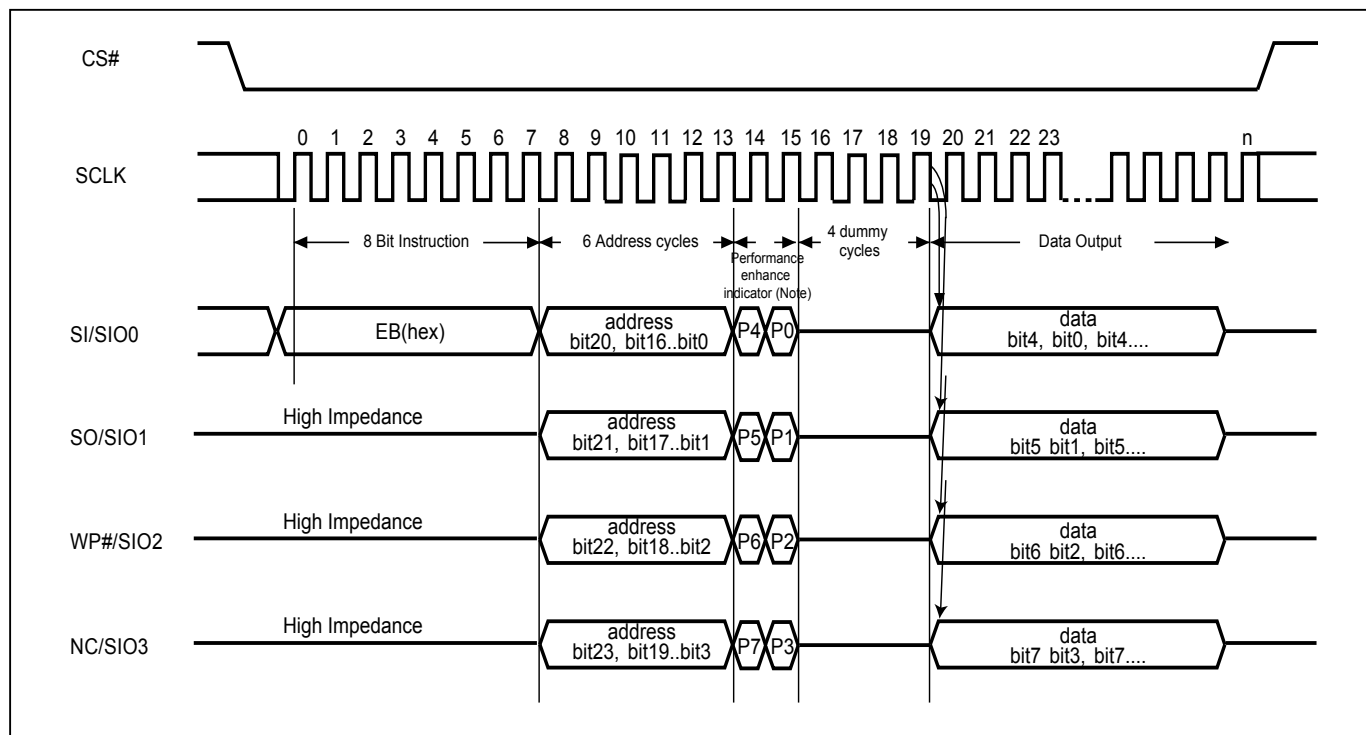 CS#
0 1 2 3 4 5 6 7 8 9 10 11 12 13 14 15 16 17 18 19 20 21 22 23 n
SCLK
8 Bit Instruction
6 Address cycles
Performance
enhance
indicator (Note)
4 dummy
cycles
Data Output
SI/SIO0
EB(hex)
address
bit20, bit16..bit0
P4
P0
data
bit4, bit0, bit4....
SO/SIO1
High Impedance
address
bit21, bit17..bit1
P5
P1
data
bit5 bit1, bit5....
WP#/SIO2
High Impedance
address
bit22, bit18..bit2
P6
P2
data
bit6 bit2, bit6....
NC/SIO3
High Impedance
address
bit23, bit19..bit3
P7
P3
data
bit7 bit3, bit7....